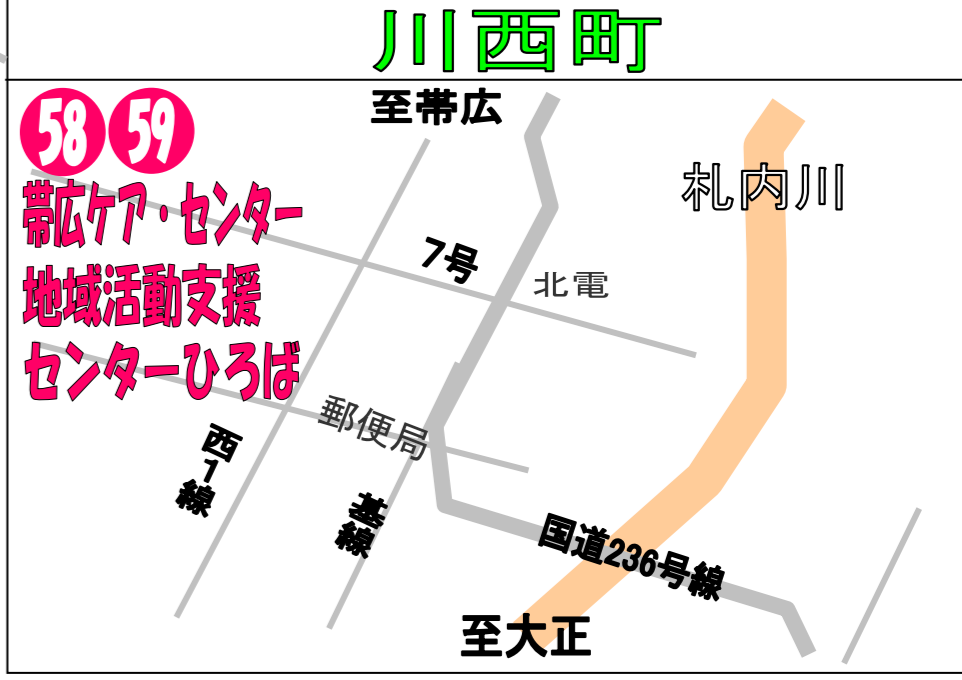 川西町
至帯広
58 59
帯広ケア・センター
地域活動支援
センターひろば
札内川
7号
北電
郵便局
西1線
基線
国道236号線
至大正